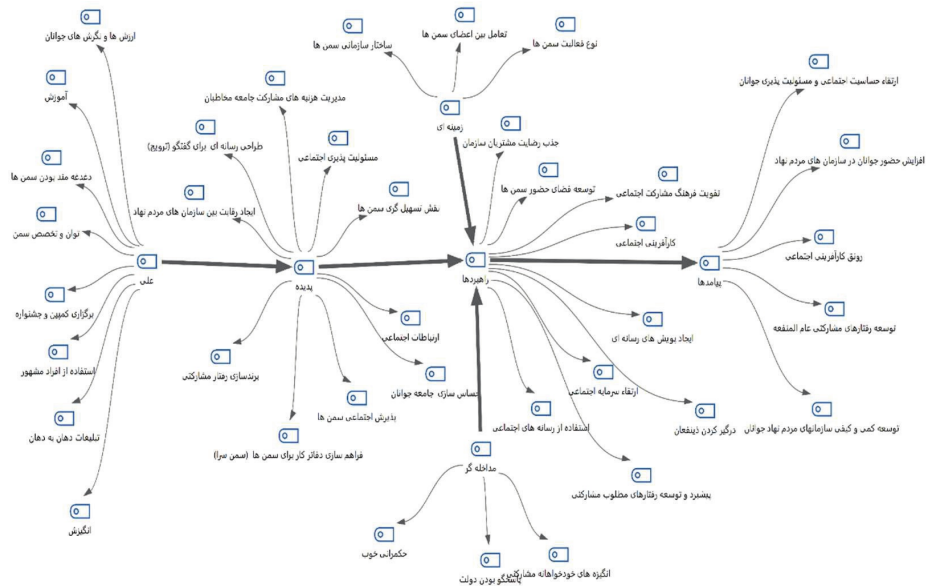 ارزش ها و نگرش های جوانان
آموزش
دغدغه مند بودن سمن ها
توان و تخصص سمن
علی
برگزاری کمپین و جشنواره
استفاده از افراد مشهور
تبلیغات دهان به دهان
انگیزش
مدیریت هزنیه های مشارکت جامعه مخاطبان
طراحی رسانه ای برای گفتگو (ترویج)
مسئولیت پذیری اجتماعی
ایجاد رقابت بین سازمان های مردم نهاد
نقش تسهیل گری سمن ها
پدیده
ارتباطات اجتماعی
برندسازی رفتار مشارکتی
حساس سازی جامعه جوانان
پذیرش اجتماعی سمن ها
فراهم سازی دفاتر کار برای سمن ها (سمن سرا)
تعامل بین اعضای سمن ها
ساختار سازمانی سمن ها
نوع فعالیت سمن ها
زمینه ای
جذب رضایت مشتریان سازمان
توسعه فضای حضور سمن ها
تقویت فرهنگ مشارکت اجتماعی
کارآفرینی اجتماعی
راهبردها
ایجاد پویش های رسانه ای
ارتقاء سرمایه اجتماعی
استفاده از رسانه های اجتماعی
درگیر کردن ذینفعان
پیشبرد و توسعه رفتارهای مطلوب مشارکتی
مداخله گر
حکمرانی خوب
پاسخگو بودن دولت
انگیزه های خودخواهانه مشارکتی
ارتقاء حساسیت اجتماعی و مسئولیت پذیری جوانان
افزایش حضور جوانان در سازمان های مردم نهاد
رونق کارآفرینی اجتماعی
پیامدها
توسعه رفتارهای مشارکتی عام المنفعه
توسعه کمی و کیفی سازمانهای مردم نهاد جوانان